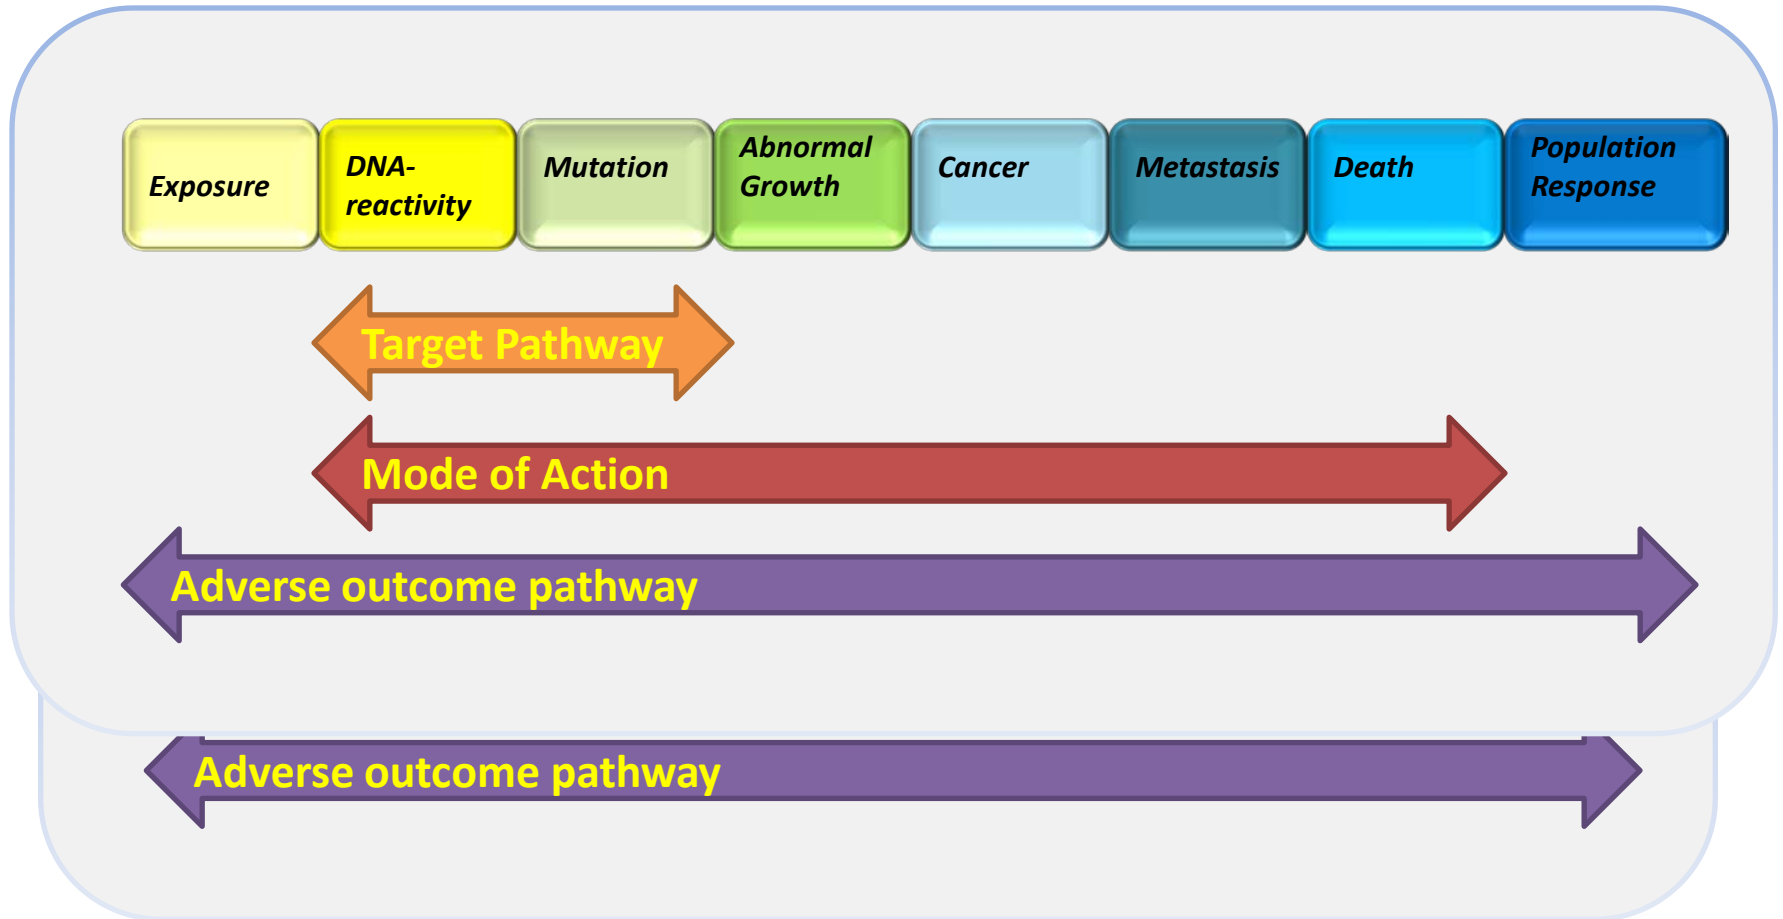 Exposure
DNA-
reactivity
Mutation
Abnormal
Growth
Cancer
Metastasis
Death
Population
Response
Target Pathway
Mode of Action
Adverse outcome pathway
Adverse outcome pathway